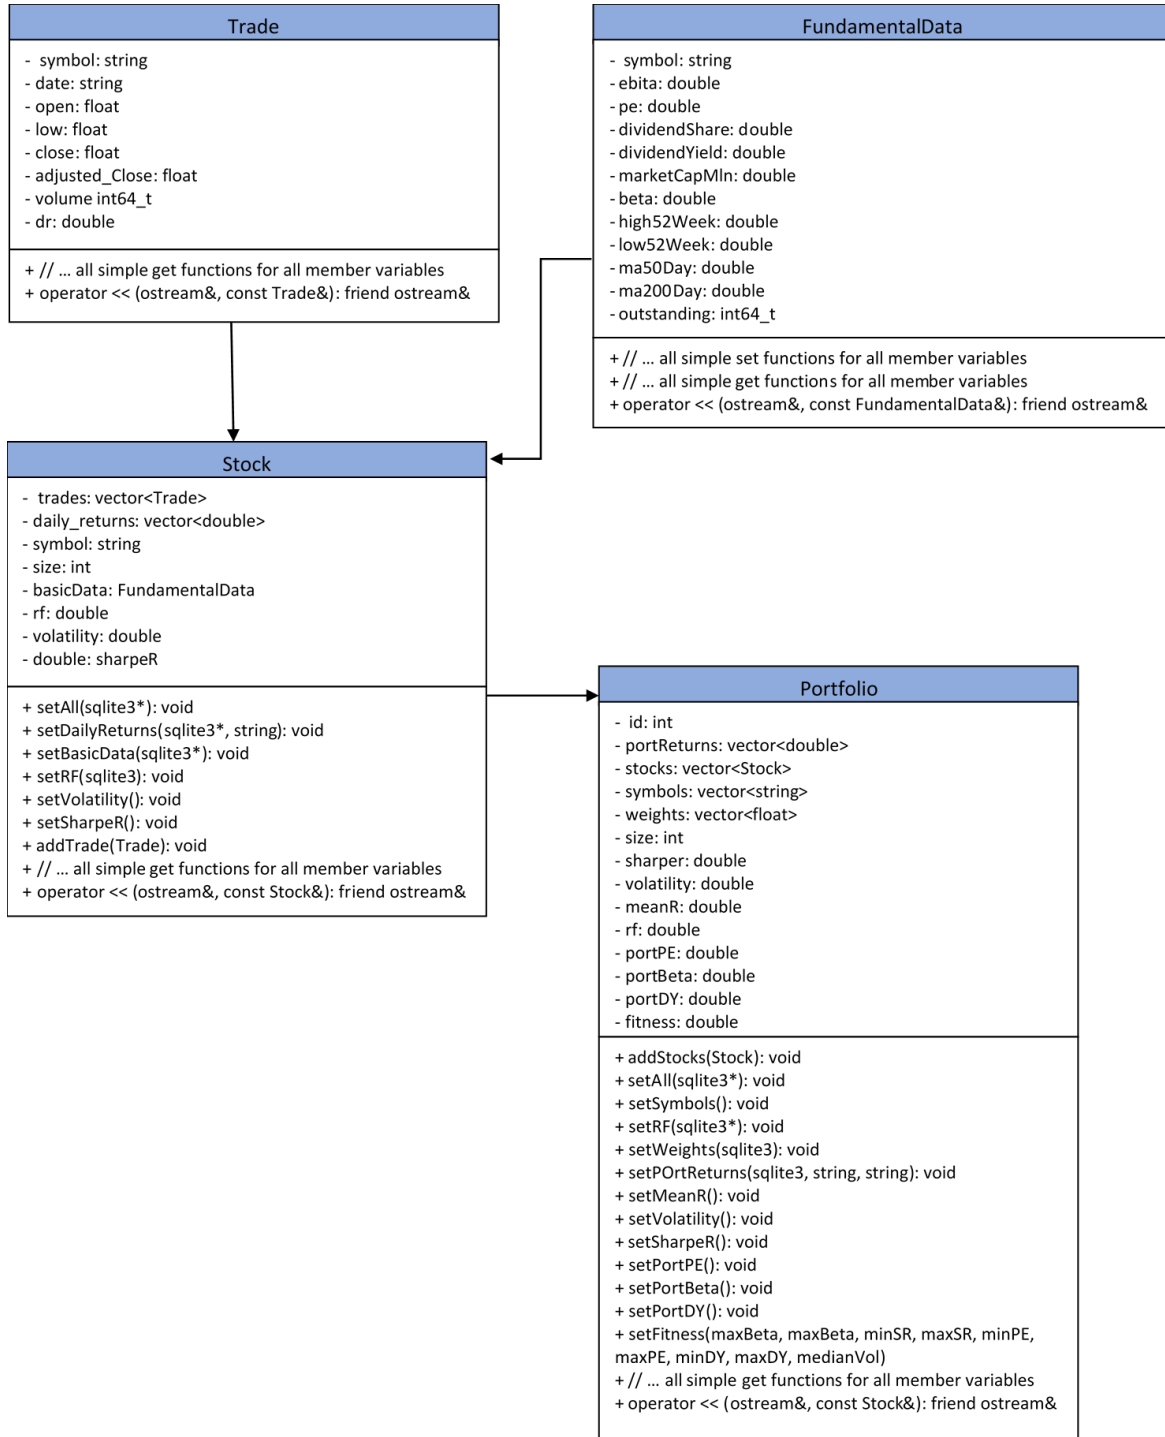 Trade
- symbol: string
- date: string
- open: float
- low: float
- close: float
- adjusted_Close: float
- volume int64_t
- dr: double
+ // ... all simple get functions for all member variables
+ operator << (ostream&, const Trade&): friend ostream&
FundamentalData
- symbol: string
- ebita: double
- pe: double
- dividendShare: double
- dividendYield: double
- marketCapMln: double
- beta: double
- high52Week: double
- low52Week: double
- ma50Day: double
- ma200Day: double
- outstanding: int64_t
+ // ... all simple set functions for all member variables
+ // ... all simple get functions for all member variables
+ operator << (ostream&, const FundamentalData&): friend ostream&
Stock
- trades: vector<Trade>
- daily_returns: vector<double>
- symbol: string
- size: int
- basicData: FundamentalData
- rf: double
- volatility: double
- double: sharpeR
+ setAll(sqlite3*): void
+ setDailyReturns(sqlite3*, string): void
+ setBasicData(sqlite3*): void
+ setRF(sqlite3): void
+ setVolatility(): void
+ setSharpeR(): void
+ addTrade(Trade): void
+ // ... all simple get functions for all member variables
+ operator << (ostream&, const Stock&): friend ostream&
Portfolio
- id: int
- portReturns: vector<double>
- stocks: vector<Stock>
- symbols: vector<string>
- weights: vector<float>
- size: int
- sharper: double
- volatility: double
- meanR: double
- rf: double
- portPE: double
- portBeta: double
- portDY: double
- fitness: double
+ addStocks(Stock): void
+ setAll(sqlite3*): void
+ setSymbols(): void
+ setRF(sqlite3*): void
+ setWeights(sqlite3): void
+ setPOrtReturns(sqlite3, string, string): void
+ setMeanR(): void
+ setVolatility(): void
+ setSharpeR(): void
+ setPortPE(): void
+ setPortBeta(): void
+ setPortDY(): void
+ setFitness(maxBeta, maxBeta, minSR, maxSR, minPE,
maxPE, minDY, maxDY, medianVol)
+ // ... all simple get functions for all member variables
+ operator << (ostream&, const Stock&): friend ostream&